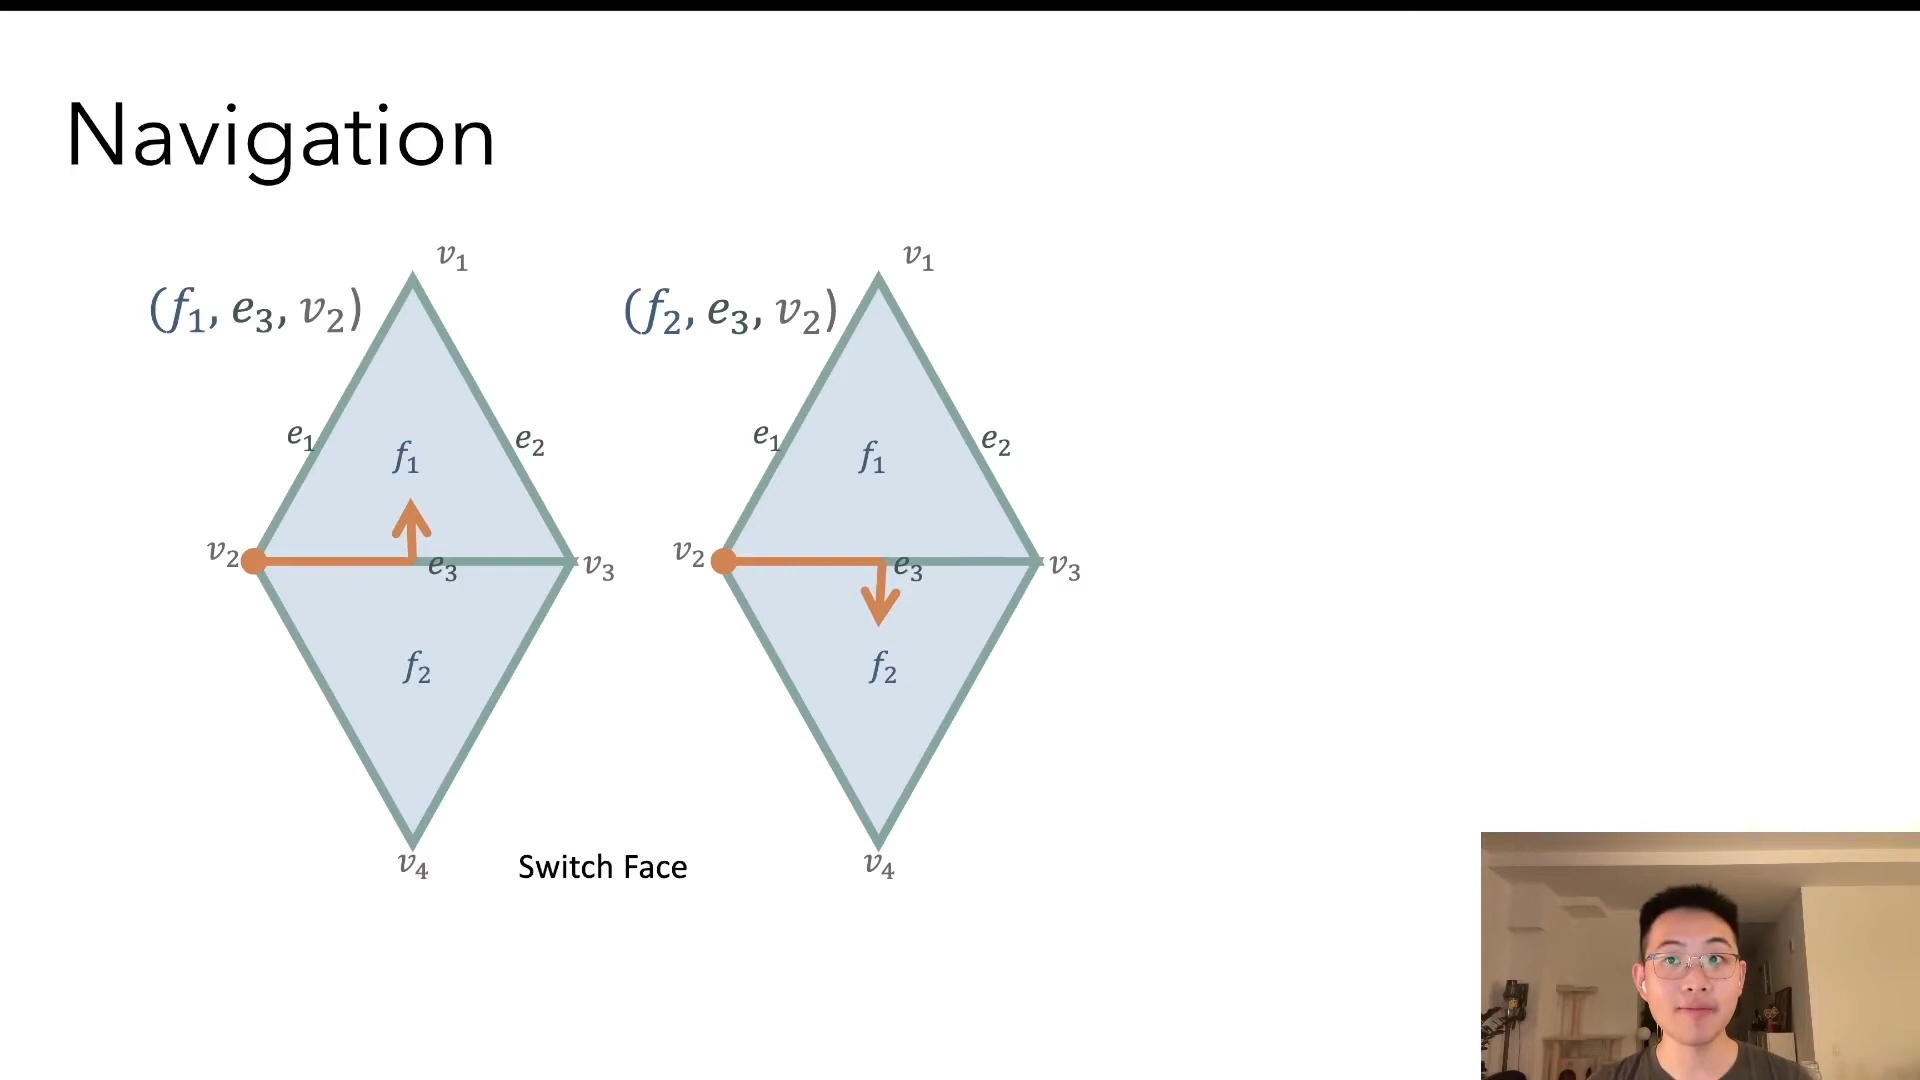 Navigation
v₁
v₁
(f₁, e₃, v₂)
(f₂, e₃, v₂)
e₁
f₁
e₂
e₁
f₁
e₂
v₂
e₃
v₃
v₂
e₃
v₃
f₂
f₂
v₄
Switch Face
v₄